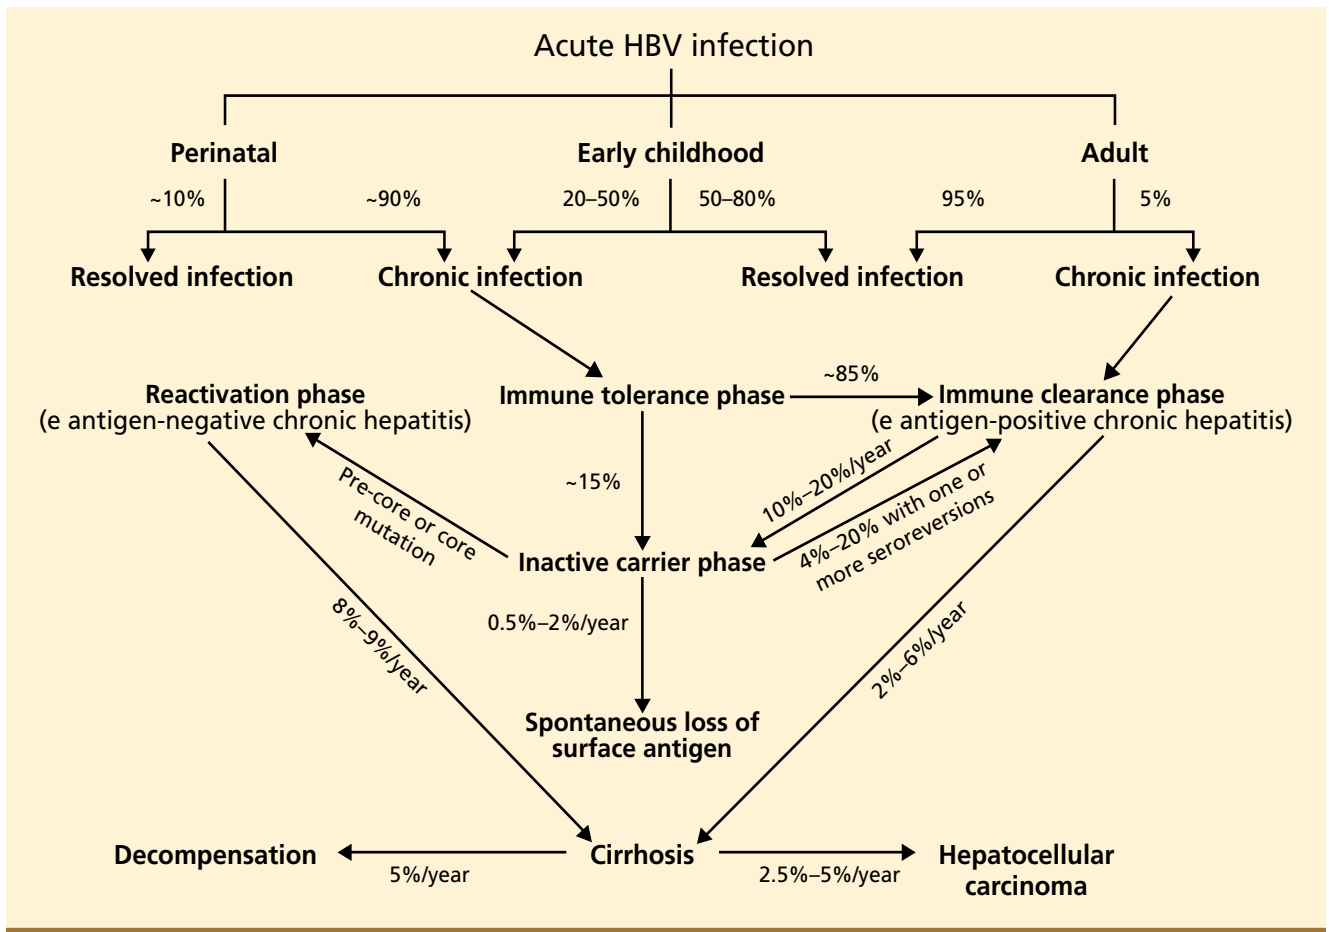 Acute HBV infection
Perinatal
Early childhood
Adult
~10%
~90%
20–50%
50–80%
95%
5%
Resolved infection
Chronic infection
Resolved infection
Chronic infection
~85%
Reactivation phase
(e antigen-negative chronic hepatitis)
Immune tolerance phase
Immune clearance phase
(e antigen-positive chronic hepatitis)
Pre-core or core
mutation
~15%
10%–20%/year
4%–20% with one or
more seroreversions
Inactive carrier phase
8%–9%/year
0.5%–2%/year
2%–6%/year
Spontaneous loss of
surface antigen
Decompensation
5%/year
Cirrhosis
2.5%–5%/year
Hepatocellular
carcinoma